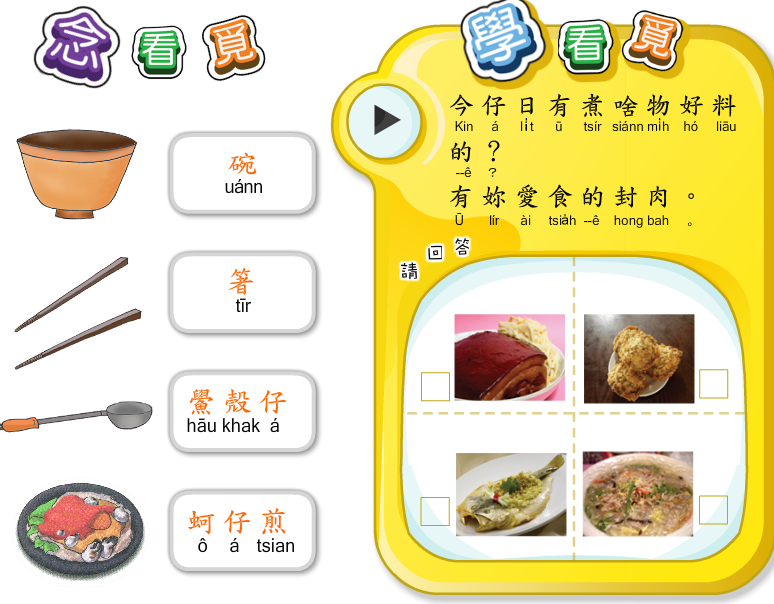 念看覓
碗
uánn
箸
tīr
鱟殼仔
hāu khak á
蚵仔煎
ô á tsian
學看覓
今仔日有煮啥物好料
Kin á li̍t ū tsír siánn mi̍h hó liāu
的？
--ê ?
有妳愛食的封肉。
Ū lír ài tsia̍h --ê hong bah 。
請回答